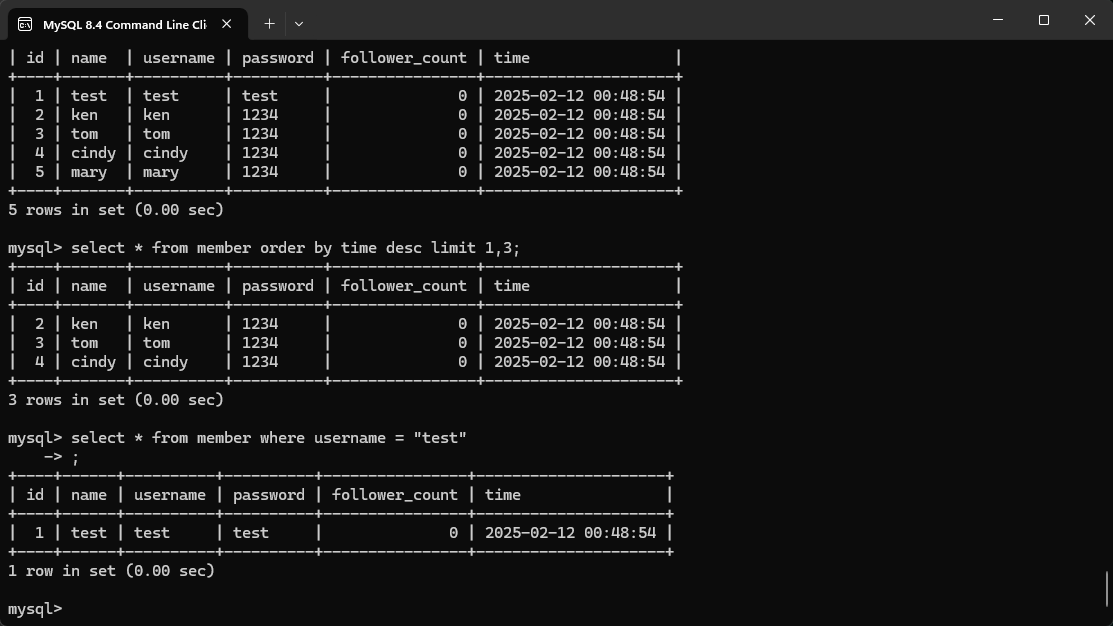 MySQL 8.4 Command Line Cli
| id | name  | username | password | follower_count | time                |
+----+-------+----------+----------+----------------+---------------------+
|  1 | test  | test     | test     |              0 | 2025-02-12 00:48:54 |
|  2 | ken   | ken      | 1234     |              0 | 2025-02-12 00:48:54 |
|  3 | tom   | tom      | 1234     |              0 | 2025-02-12 00:48:54 |
|  4 | cindy | cindy    | 1234     |              0 | 2025-02-12 00:48:54 |
|  5 | mary  | mary     | 1234     |              0 | 2025-02-12 00:48:54 |
+----+-------+----------+----------+----------------+---------------------+
5 rows in set (0.00 sec)
mysql> select * from member order by time desc limit 1,3;
+----+-------+----------+----------+----------------+---------------------+
| id | name  | username | password | follower_count | time                |
+----+-------+----------+----------+----------------+---------------------+
|  2 | ken   | ken      | 1234     |              0 | 2025-02-12 00:48:54 |
|  3 | tom   | tom      | 1234     |              0 | 2025-02-12 00:48:54 |
|  4 | cindy | cindy    | 1234     |              0 | 2025-02-12 00:48:54 |
+----+-------+----------+----------+----------------+---------------------+
3 rows in set (0.00 sec)
mysql> select * from member where username = "test"
    -> ;
+----+------+----------+----------+----------------+---------------------+
| id | name | username | password | follower_count | time                |
+----+------+----------+----------+----------------+---------------------+
|  1 | test | test     | test     |              0 | 2025-02-12 00:48:54 |
+----+------+----------+----------+----------------+---------------------+
1 row in set (0.00 sec)
mysql>